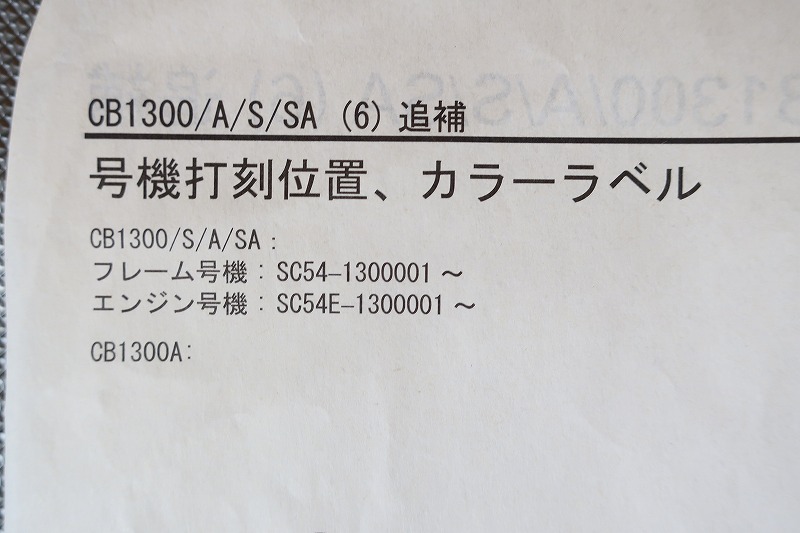 CB1300/A/S/SA (6) 追補
号機打刻位置、カラーラベル
CB1300/S/A/SA :
フレーム号機 : SC54–1300001 ～
エンジン号機 : SC54E–1300001 ～
CB1300A: